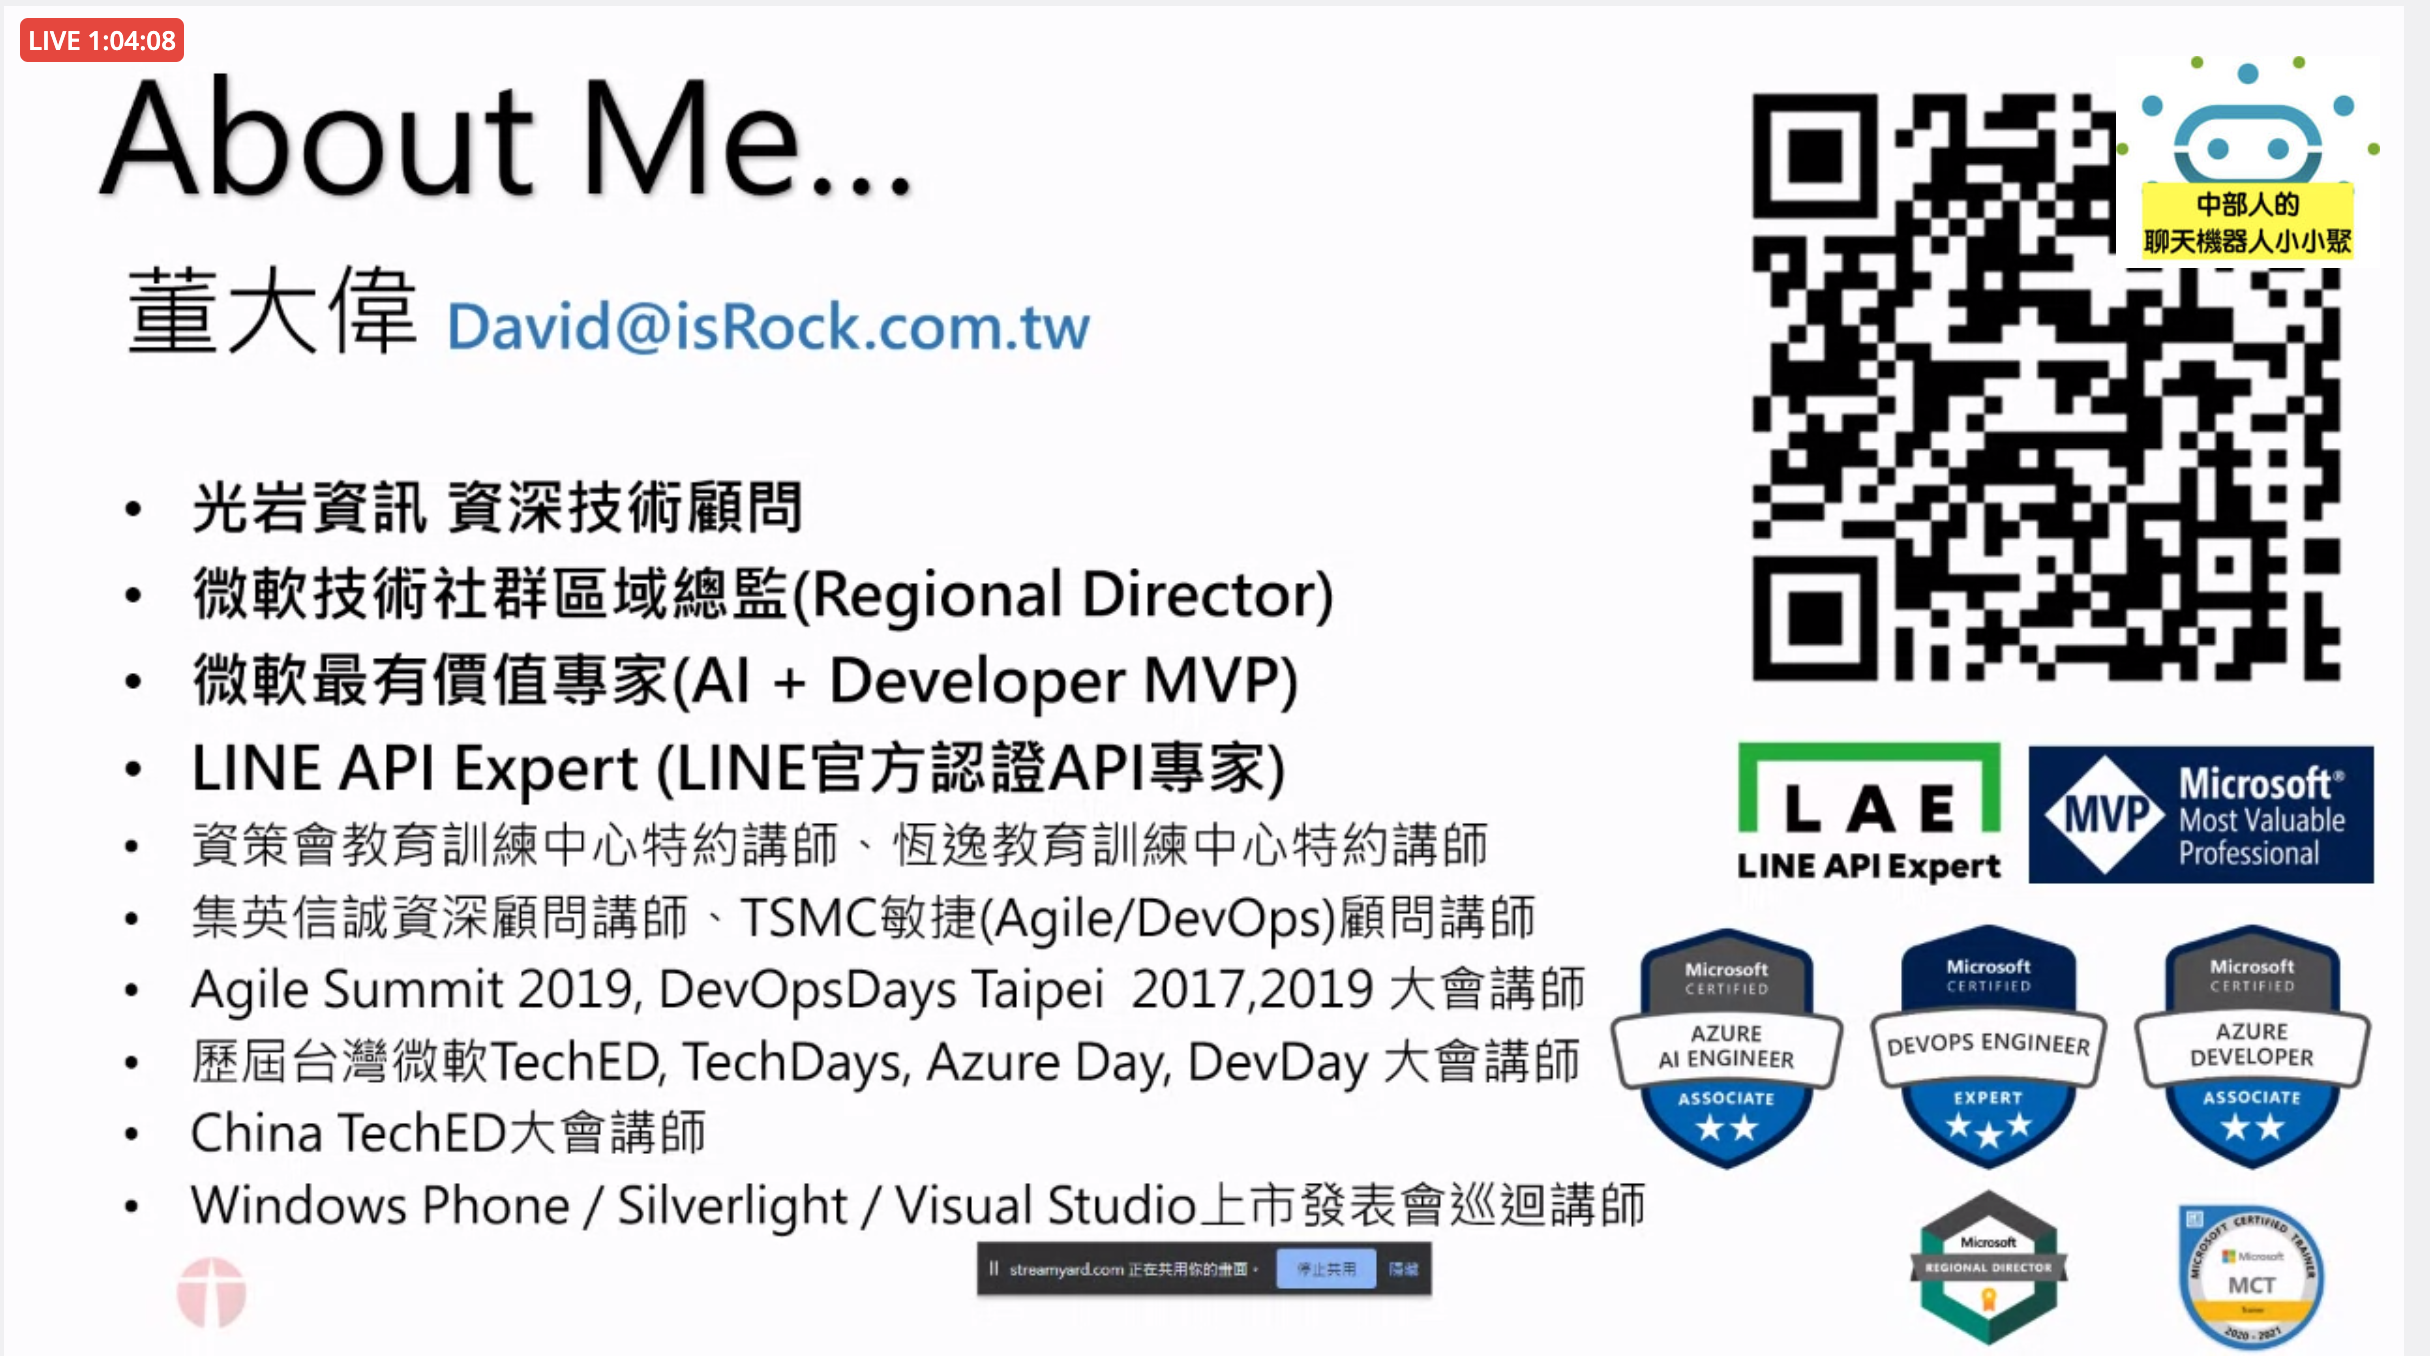 LIVE 1:04:08
About Me...
中部人的
聊天機器人小小聚
董大偉 David@isRock.com.tw
• 光岩資訊 資深技術顧問
• 微軟技術社群區域總監(Regional Director)
• 微軟最有價值專家(AI + Developer MVP)
• LINE API Expert (LINE官方認證API專家)
• 資策會教育訓練中心特約講師、恆逸教育訓練中心特約講師
• 集英信誠資深顧問講師、TSMC敏捷(Agile/DevOps)顧問講師
• Agile Summit 2019, DevOpsDays Taipei 2017,2019 大會講師
• 歷屆台灣微軟TechED, TechDays, Azure Day, DevDay 大會講師
• China TechED大會講師
• Windows Phone / Silverlight / Visual Studio上市發表會巡迴講師
LAE
LINE API Expert
MVP
Microsoft®
Most Valuable
Professional
Microsoft
CERTIFIED
AZURE
AI ENGINEER
ASSOCIATE
Microsoft
CERTIFIED
DEVOPS ENGINEER
EXPERT
Microsoft
CERTIFIED
AZURE
DEVELOPER
ASSOCIATE
Microsoft
REGIONAL DIRECTOR
MICROSOFT CERTIFIED TRAINER
Microsoft
MCT
Trainer
2020 - 2021
streamyard.com 正在共用你的畫面。 停止共用 隱藏